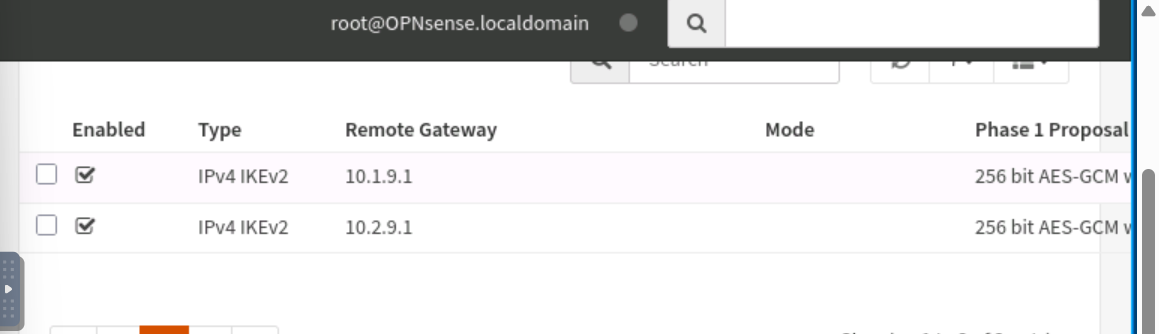 root@OPNsense.localdomain
Search
Enabled Type Remote Gateway Mode Phase 1 Proposal
IPv4 IKEv2 10.1.9.1 256 bit AES-GCM w
IPv4 IKEv2 10.2.9.1 256 bit AES-GCM w